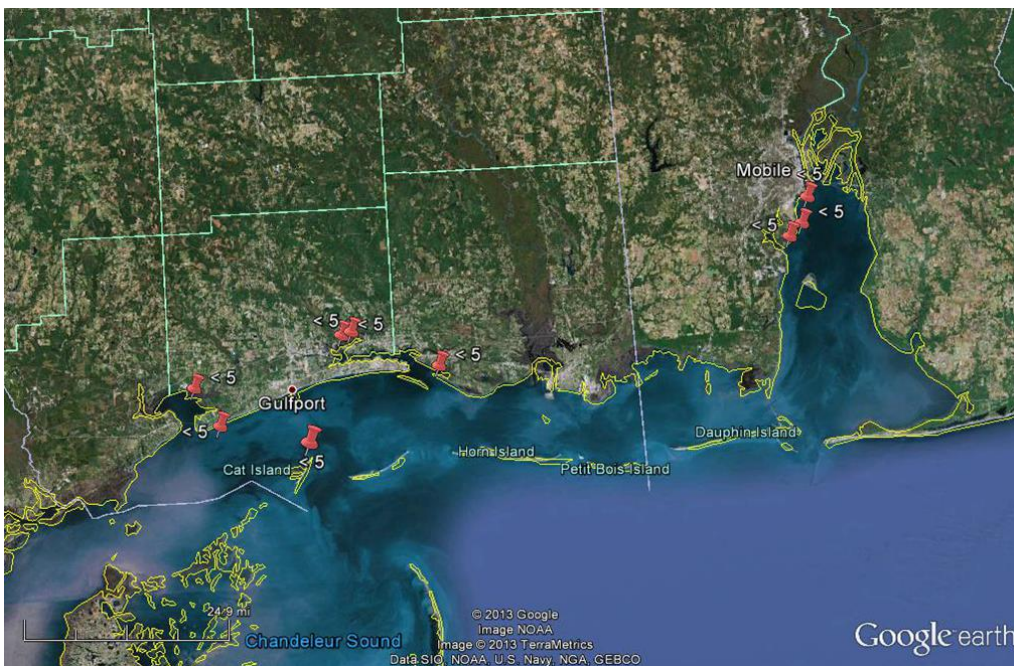 Mobile
< 5
< 5
< 5
< 5
< 5
< 5
< 5
< 5
Gulfport
< 5
< 5
Cat Island
Horn Island
Dauphin Island
Petit Bois Island
24.9 mi
Chandeleur Sound
© 2013 Google
Image NOAA
Image © 2013 TerraMetrics
Data SIO, NOAA, U.S. Navy, NGA, GEBCO
Google earth